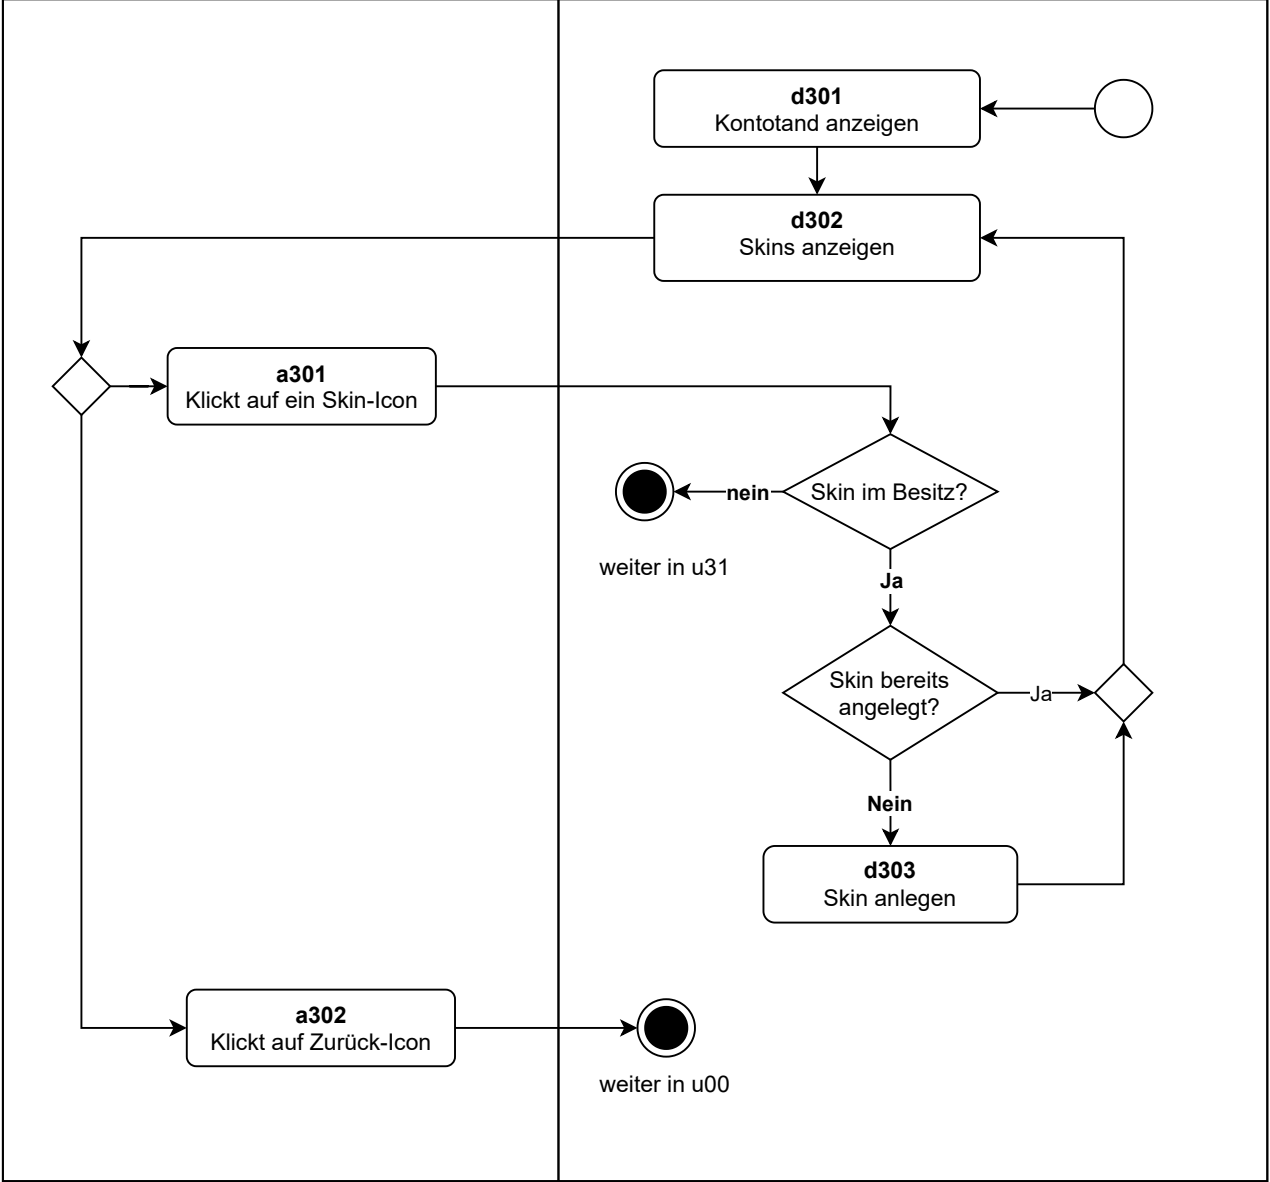 d301
Kontotand anzeigen
d302
Skins anzeigen
a301
Klickt auf ein Skin-Icon
Skin im Besitz?
nein
weiter in u31
Ja
Skin bereits
angelegt?
Ja
Nein
d303
Skin anlegen
a302
Klickt auf Zurück-Icon
weiter in u00